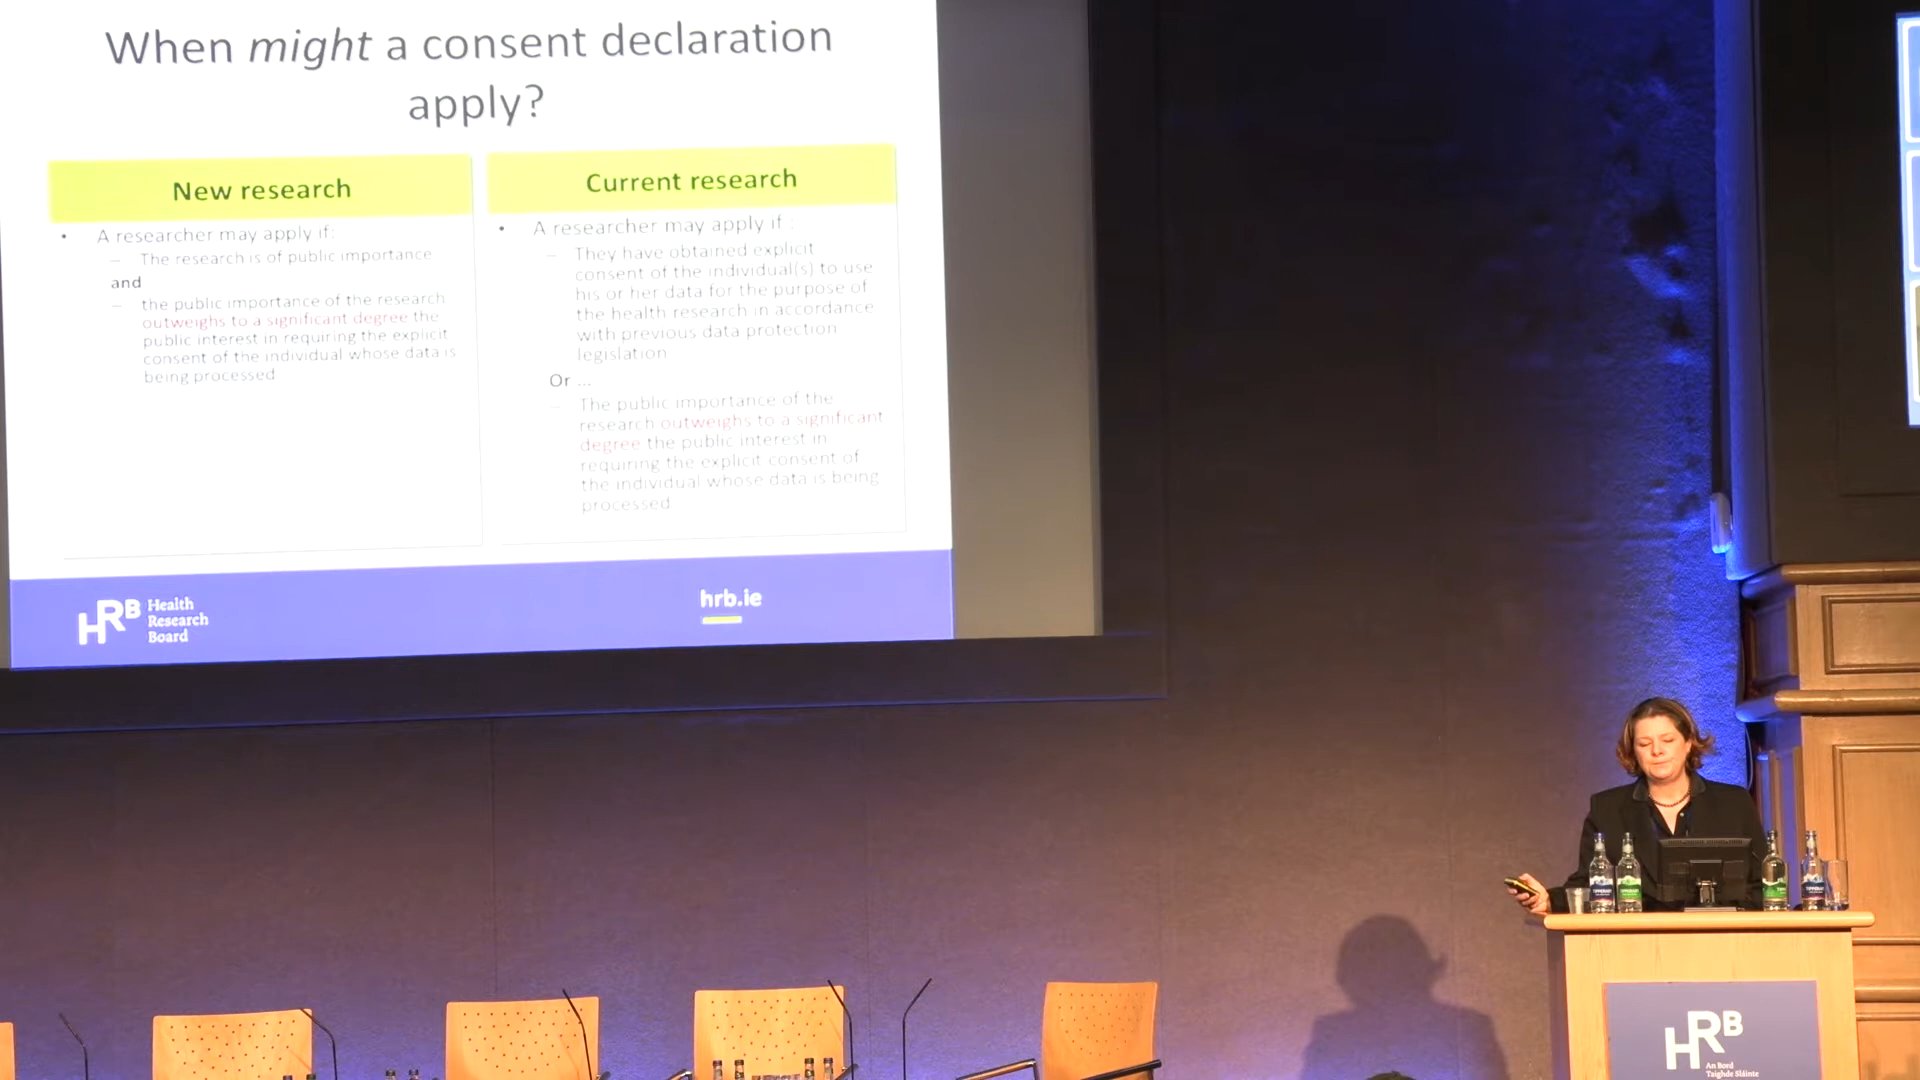 When might a consent declaration
apply?
New research
• A researcher may apply if:
– The research is of public importance
and
– the public importance of the research
outweighs to a significant degree the
public interest in requiring the explicit
consent of the individual whose data is
being processed
Current research
• A researcher may apply if :
– They have obtained explicit
consent of the individual(s) to use
his or her data for the purpose of
the health research in accordance
with previous data protection
legislation
Or ...
– The public importance of the
research outweighs to a significant
degree the public interest in
requiring the explicit consent of
the individual whose data is being
processed
HRB
Health
Research
Board
hrb.ie
HRB
An Bord
Taighde Sláinte